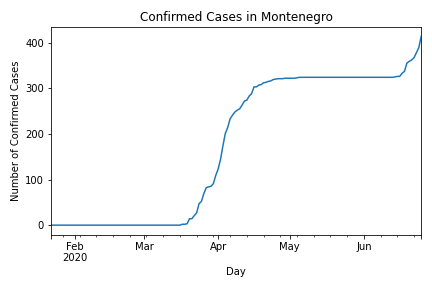 Confirmed Cases in Montenegro
Number of Confirmed Cases
400
300
200
100
0
Feb
2020
Mar
Apr
May
Jun
Day